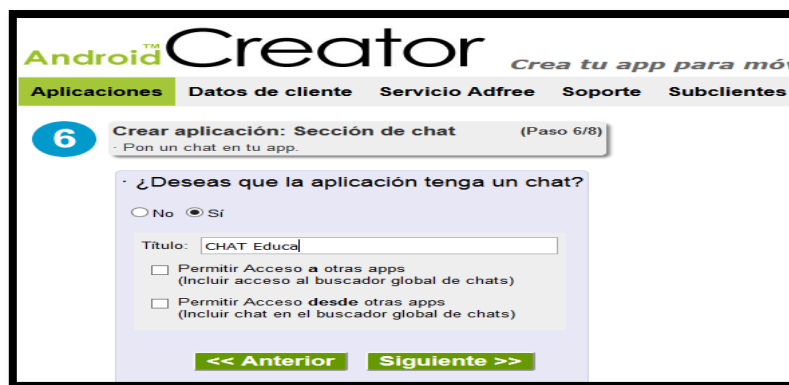 Android™Creator Crea tu app para
Aplicaciones Datos de cliente Servicio Adfree Soporte Subclientes
6 Crear aplicación: Sección de chat (Paso 6/8)
· Pon un chat en tu app.
· ¿Deseas que la aplicación tenga un chat?
No Sí
Título: CHAT Educa
Permitir Acceso a otras apps
(Incluir acceso al buscador global de chats)
Permitir Acceso desde otras apps
(Incluir chat en el buscador global de chats)
<< Anterior Siguiente >>